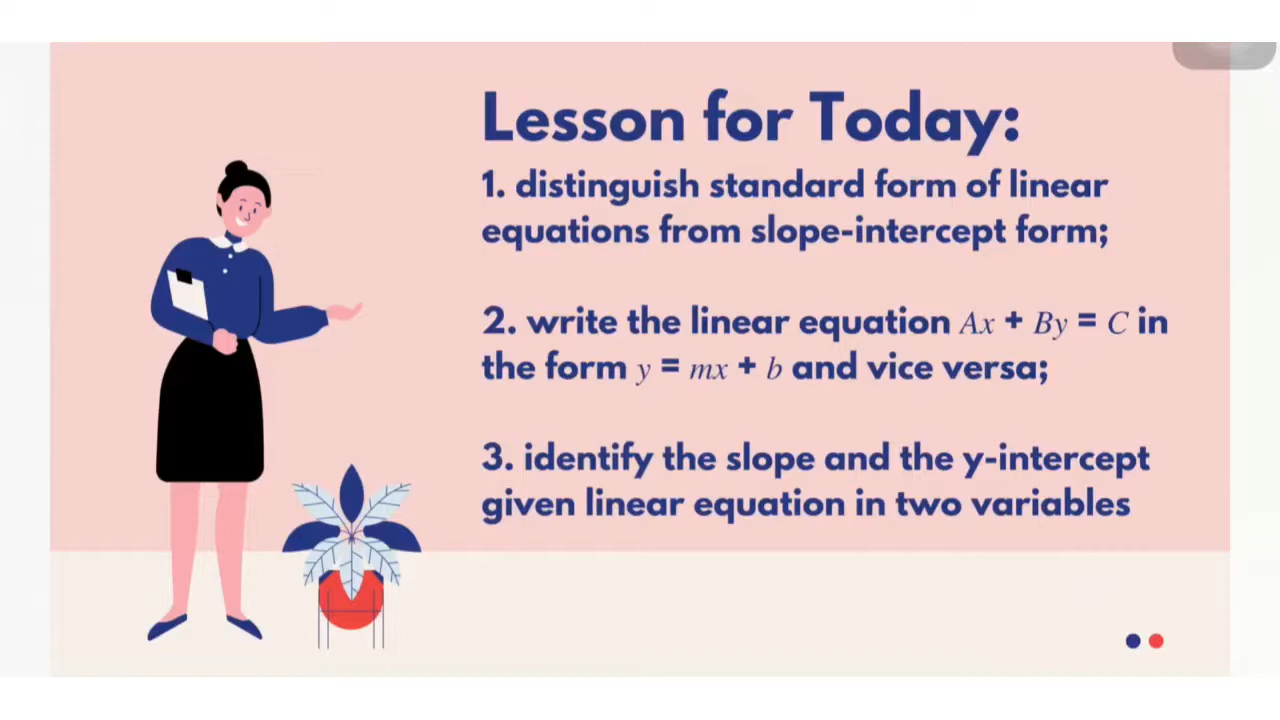 Lesson for Today:
1. distinguish standard form of linear
equations from slope-intercept form;
2. write the linear equation Ax + By = C in
the form y = mx + b and vice versa;
3. identify the slope and the y-intercept
given linear equation in two variables